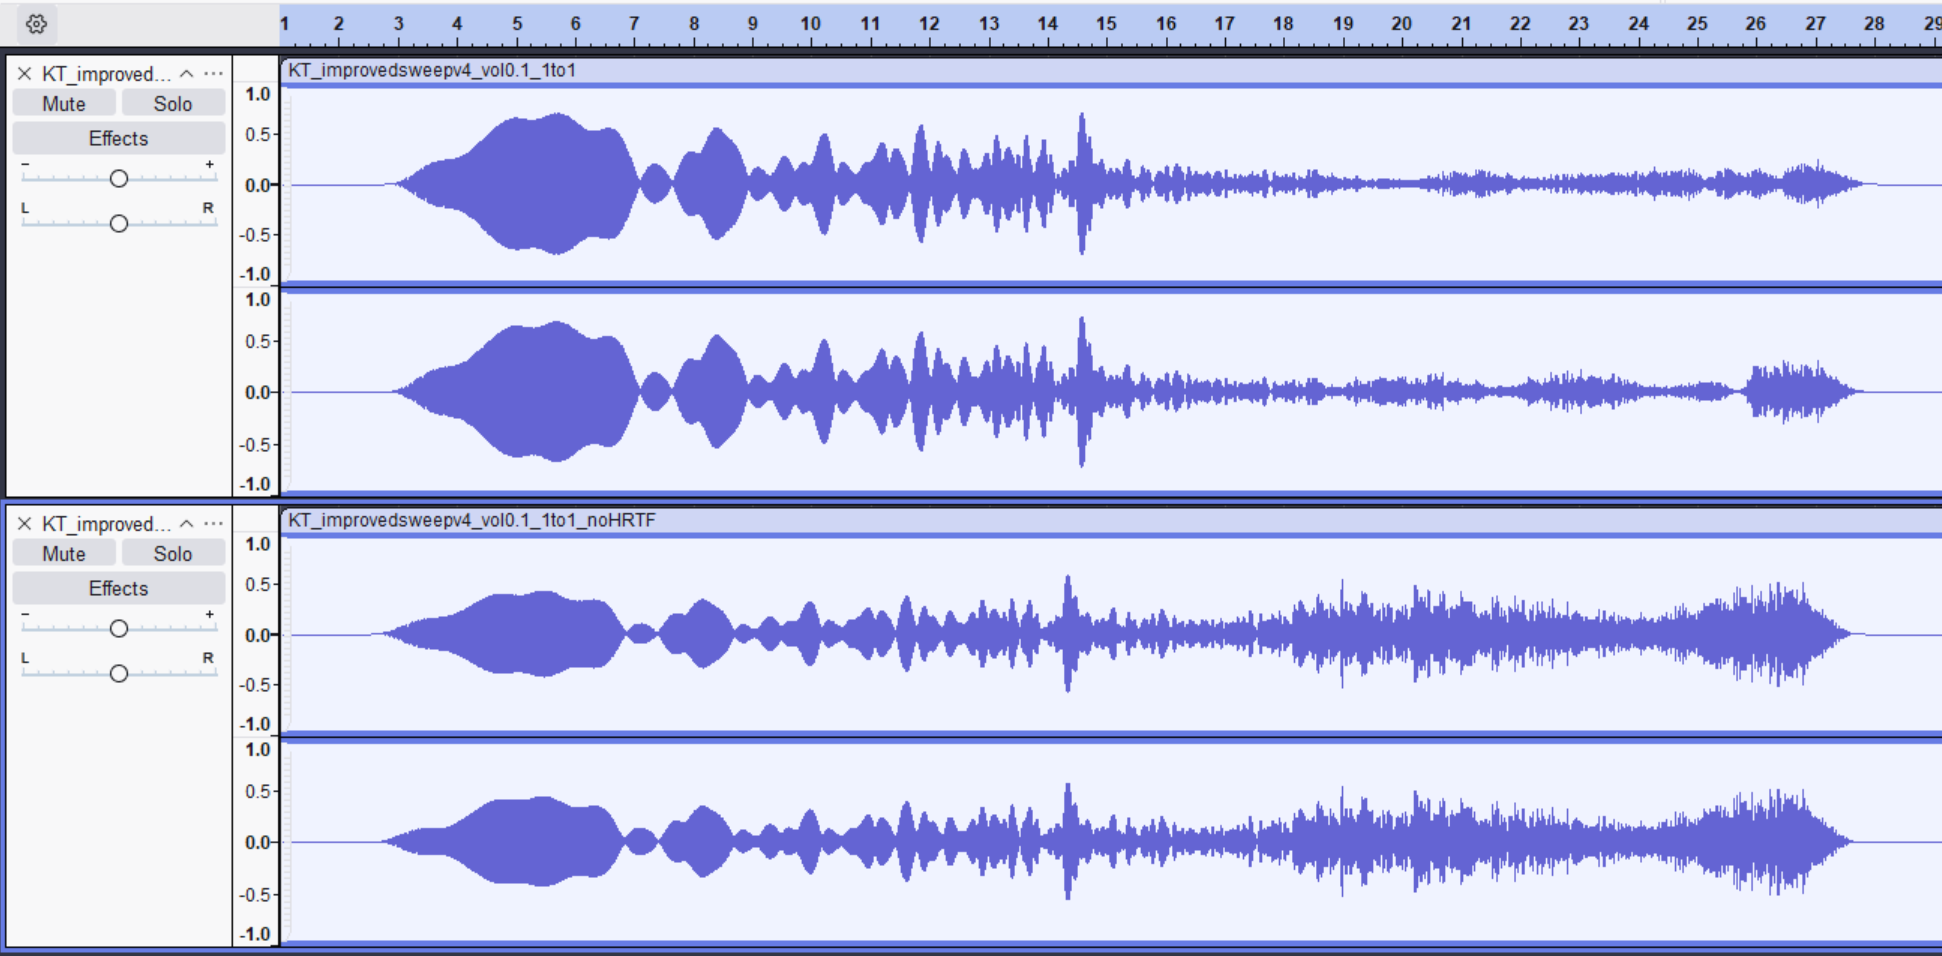 1 2 3 4 5 6 7 8 9 10 11 12 13 14 15 16 17 18 19 20 21 22 23 24 25 26 27 28 29
KT_improved...
KT_improvedsweepv4_vol0.1_1to1
Mute Solo
Effects
- +
L R
1.0
0.5
0.0
-0.5
-1.0
1.0
0.5
0.0
-0.5
-1.0
KT_improved...
KT_improvedsweepv4_vol0.1_1to1_noHRTF
Mute Solo
Effects
- +
L R
1.0
0.5
0.0
-0.5
-1.0
1.0
0.5
0.0
-0.5
-1.0